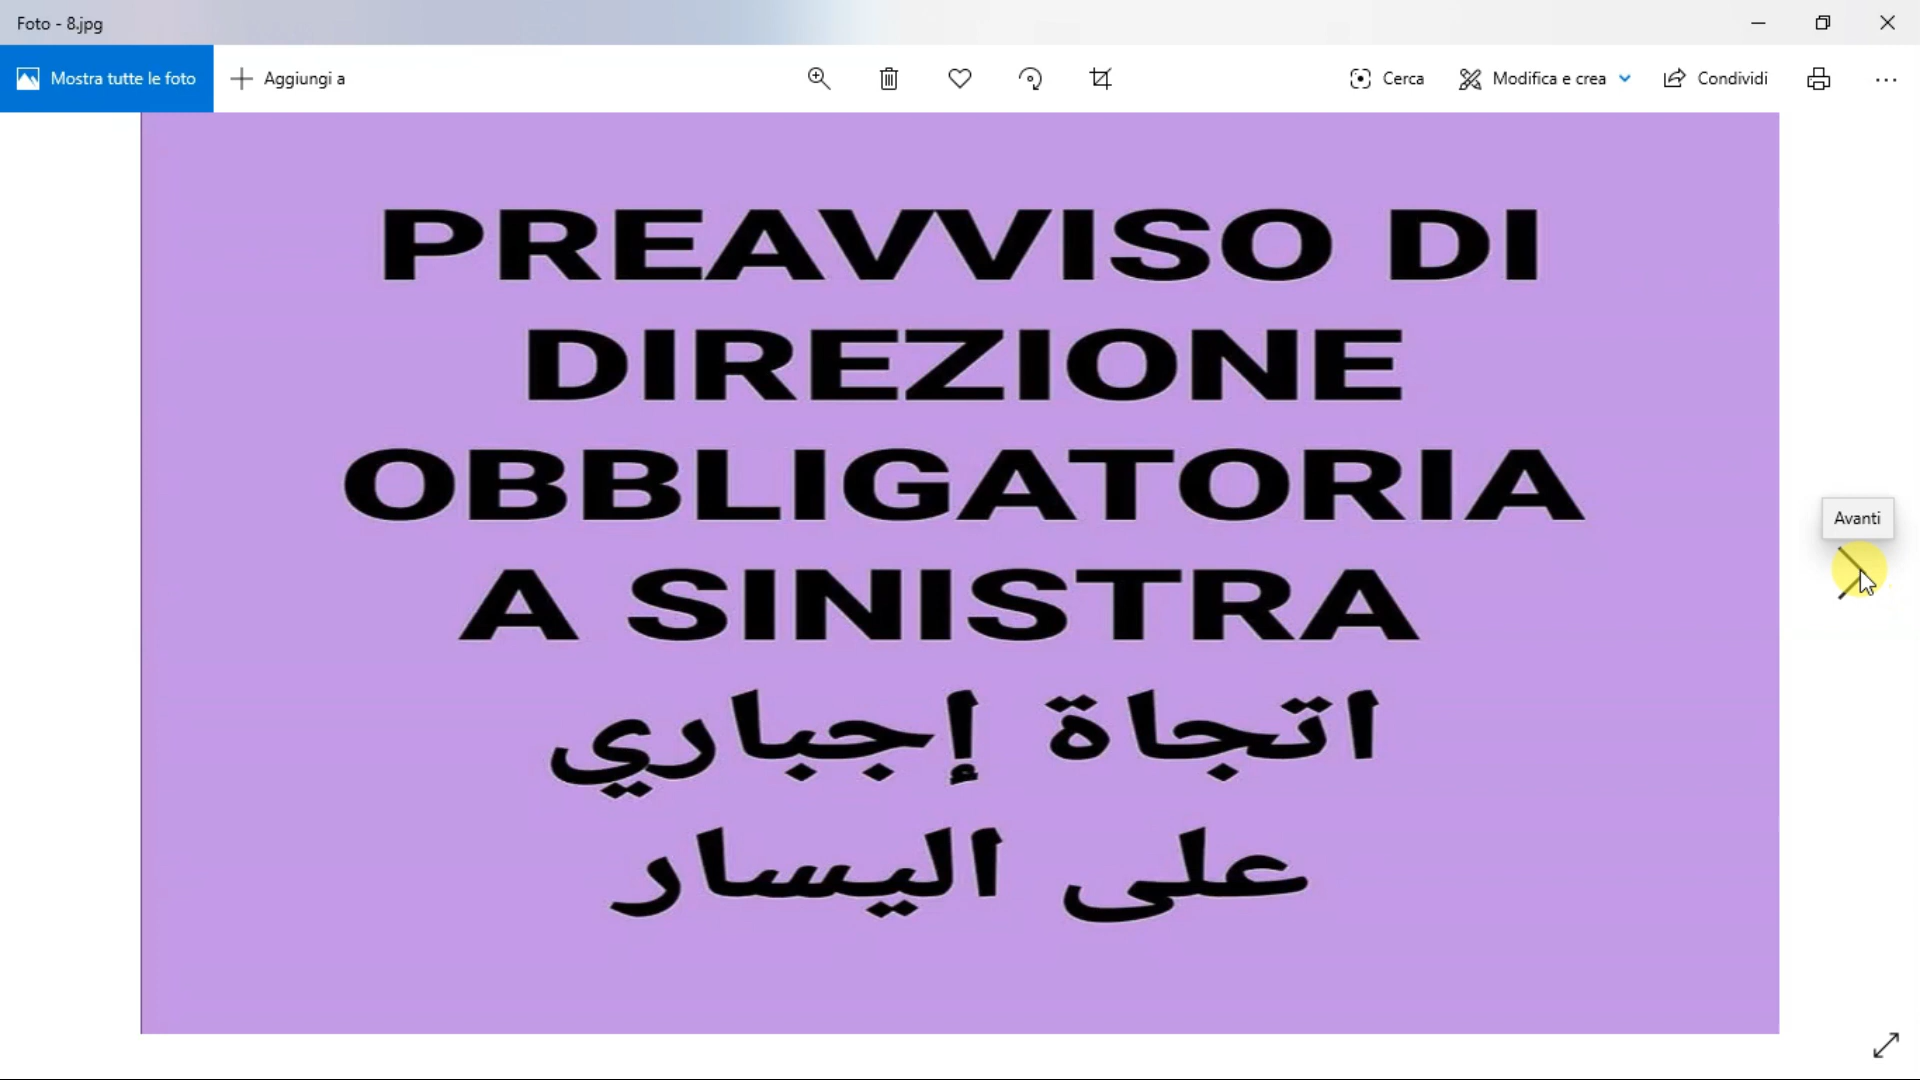 Foto - 8.jpg
Mostra tutte le foto
Aggiungi a
Cerca
Modifica e crea
Condividi
PREAVVISO DI
DIREZIONE
OBBLIGATORIA
A SINISTRA
اتجاة إجباري
على اليسار
Avanti